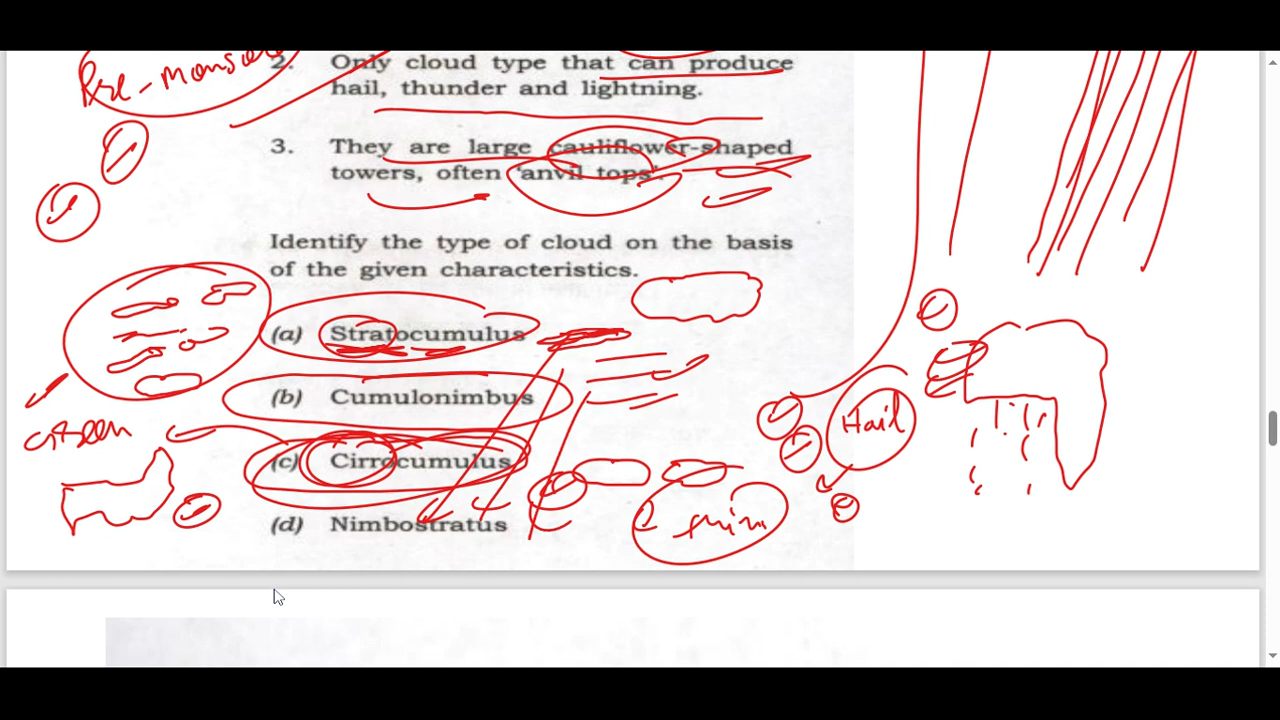 Pre-monsoon
2. Only cloud type that can produce
hail, thunder and lightning.
3. They are large cauliflower-shaped
towers, often 'anvil tops'.
Identify the type of cloud on the basis
of the given characteristics.
(a) Stratocumulus
(b) Cumulonimbus
Hail
(c) Cirrocumulus
(d) Nimbostratus